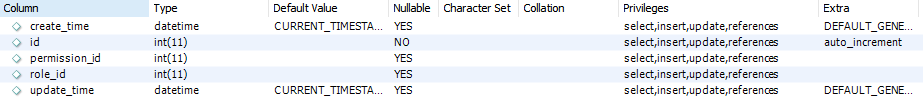 Column Type Default Value Nullable Character Set Collation Privileges Extra
create_time datetime CURRENT_TIMESTA... YES select,insert,update,references DEFAULT_GENE...
id int(11) NO select,insert,update,references auto_increment
permission_id int(11) YES select,insert,update,references
role_id int(11) YES select,insert,update,references
update_time datetime CURRENT_TIMESTA... YES select,insert,update,references DEFAULT_GENE...